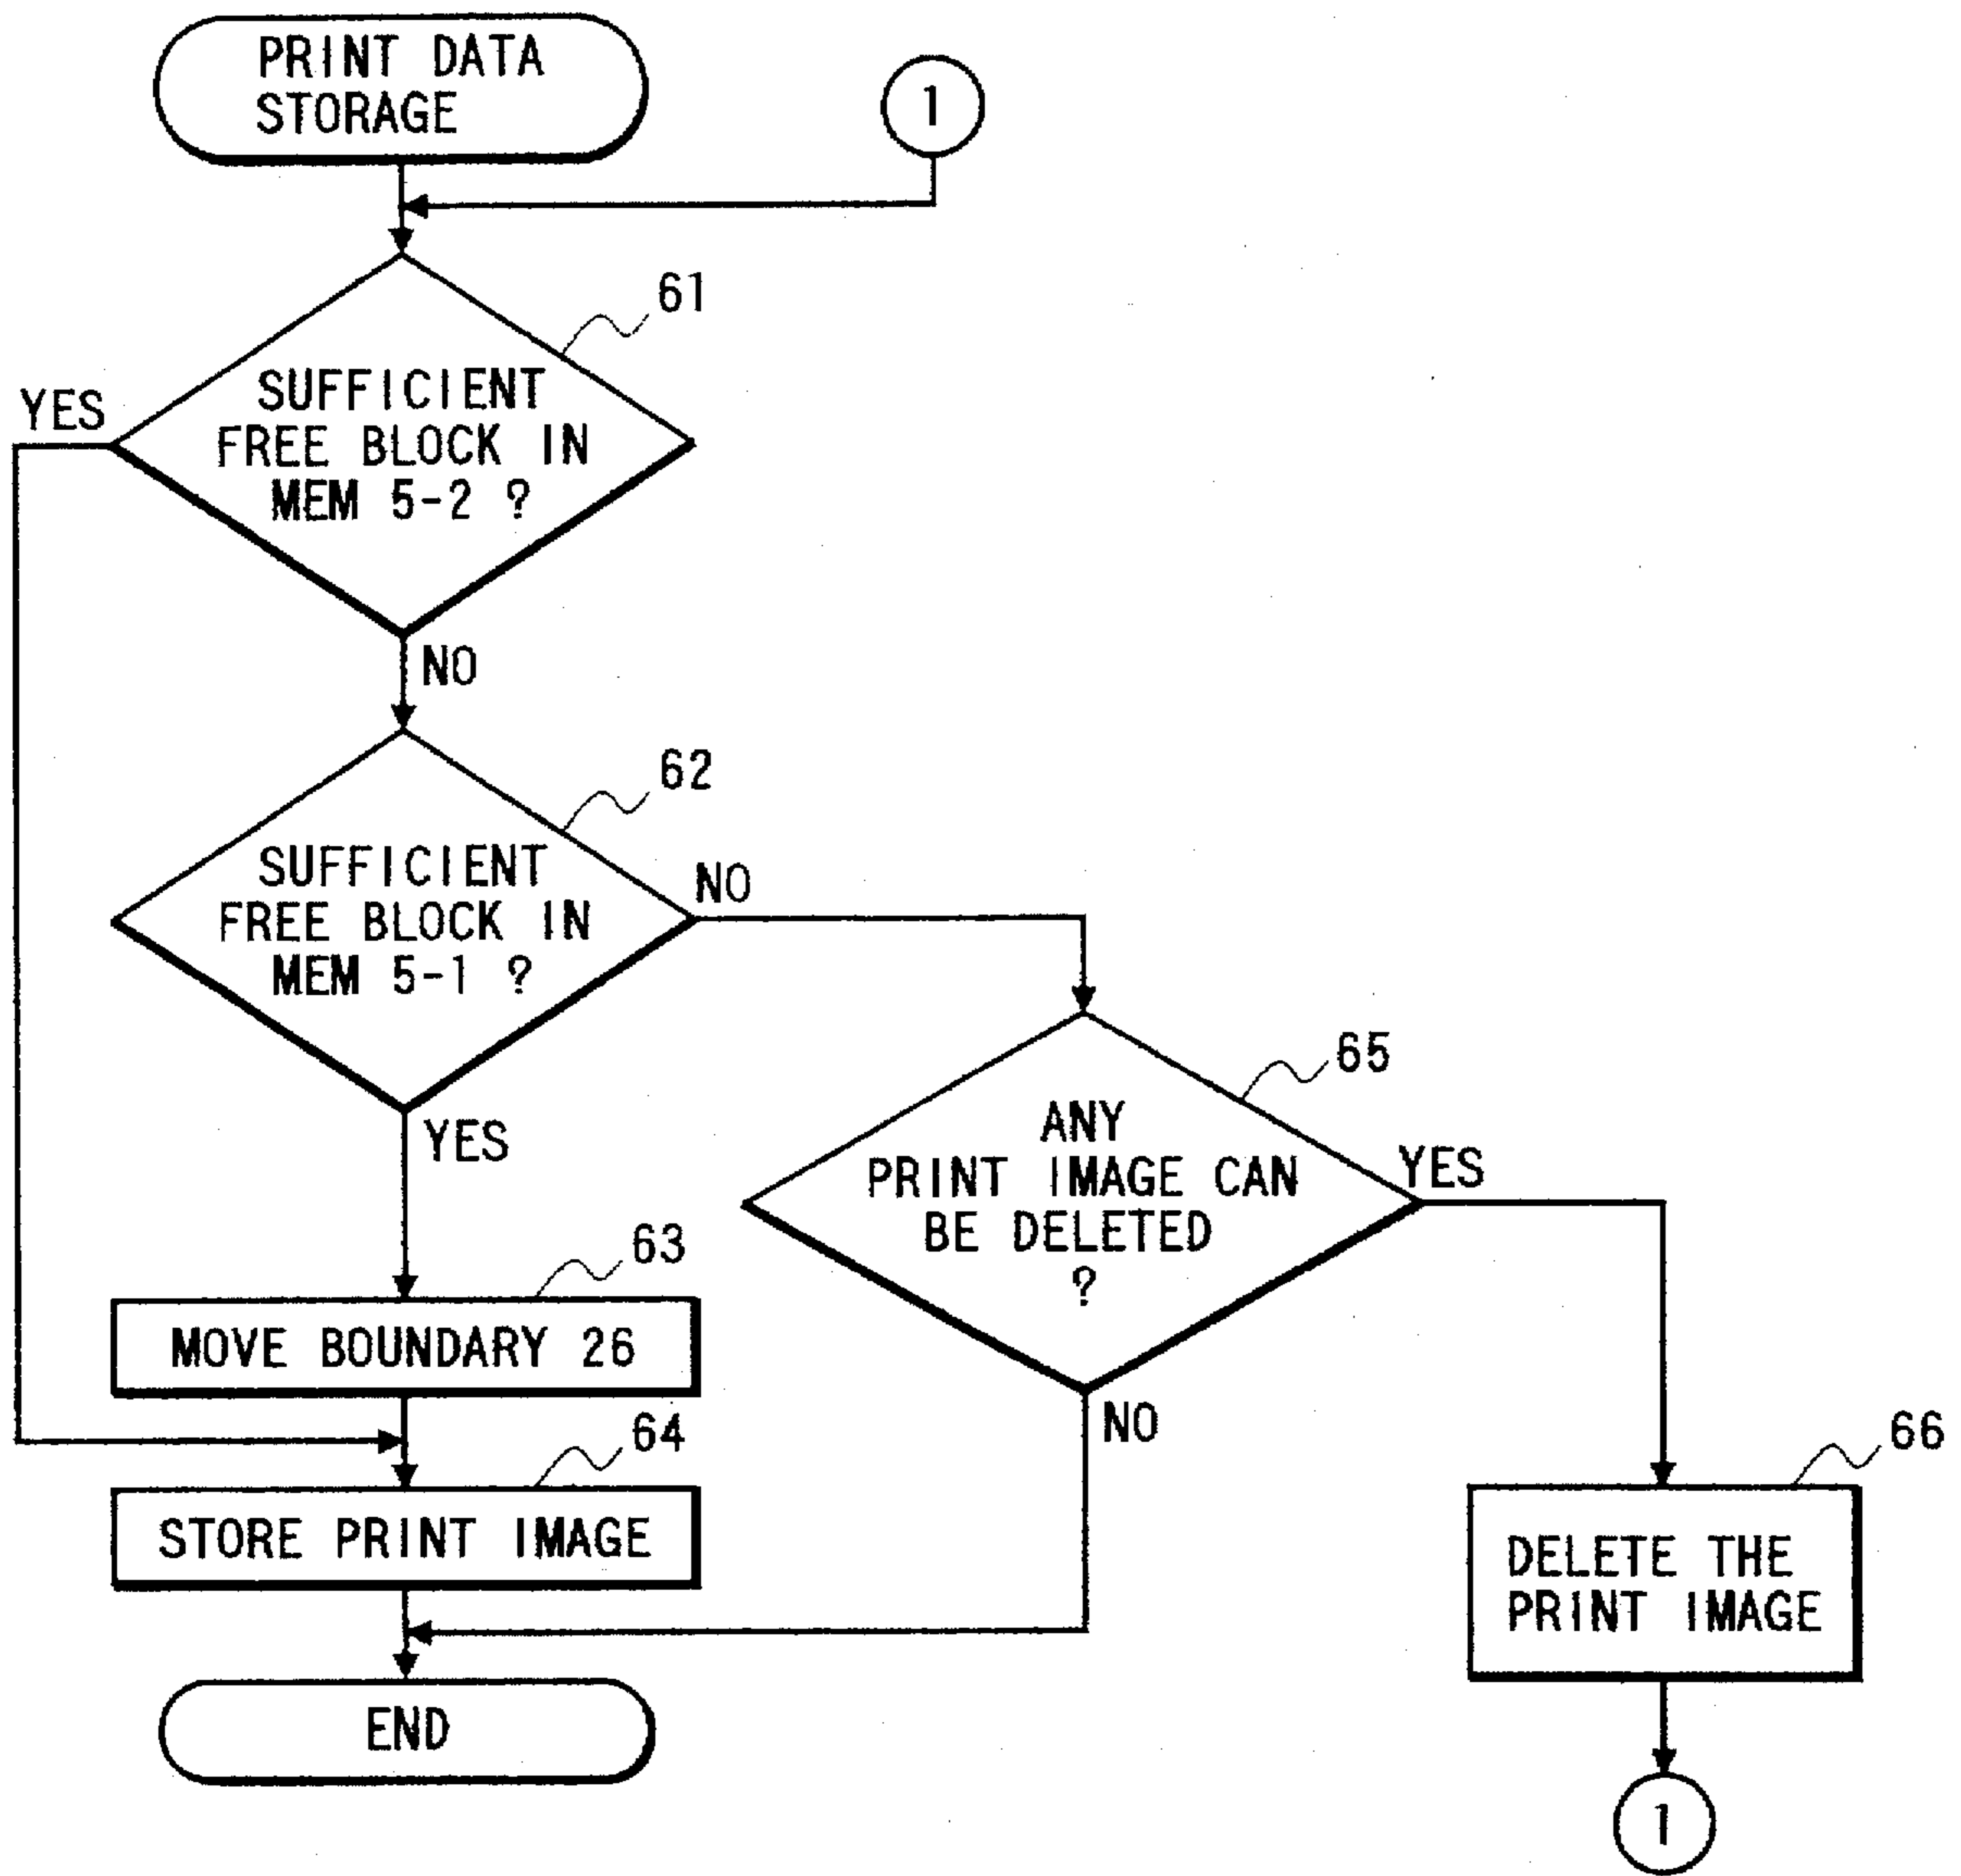 PRINT DATA
STORAGE
1
61
YES
SUFFICIENT
FREE BLOCK IN
MEM 5-2 ?
NO
62
SUFFICIENT
FREE BLOCK IN
MEM 5-1 ?
NO
YES
65
ANY
PRINT IMAGE CAN
BE DELETED
?
YES
NO
63
MOVE BOUNDARY 26
64
STORE PRINT IMAGE
66
DELETE THE
PRINT IMAGE
END
1